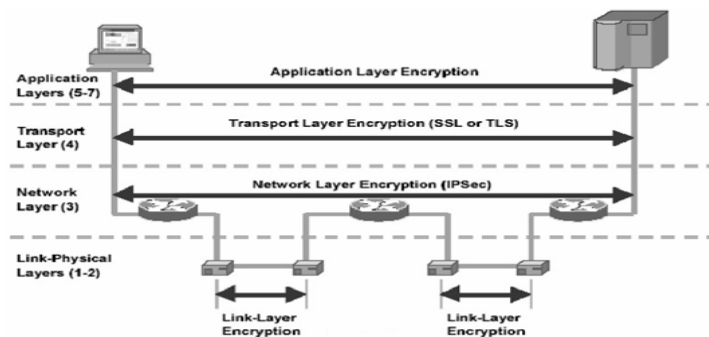 Application Layer Encryption
Application
Layers (5-7)
Transport Layer Encryption (SSL or TLS)
Transport
Layer (4)
Network Layer Encryption (IPSec)
Network
Layer (3)
Link-Physical
Layers (1-2)
Link-Layer
Encryption
Link-Layer
Encryption